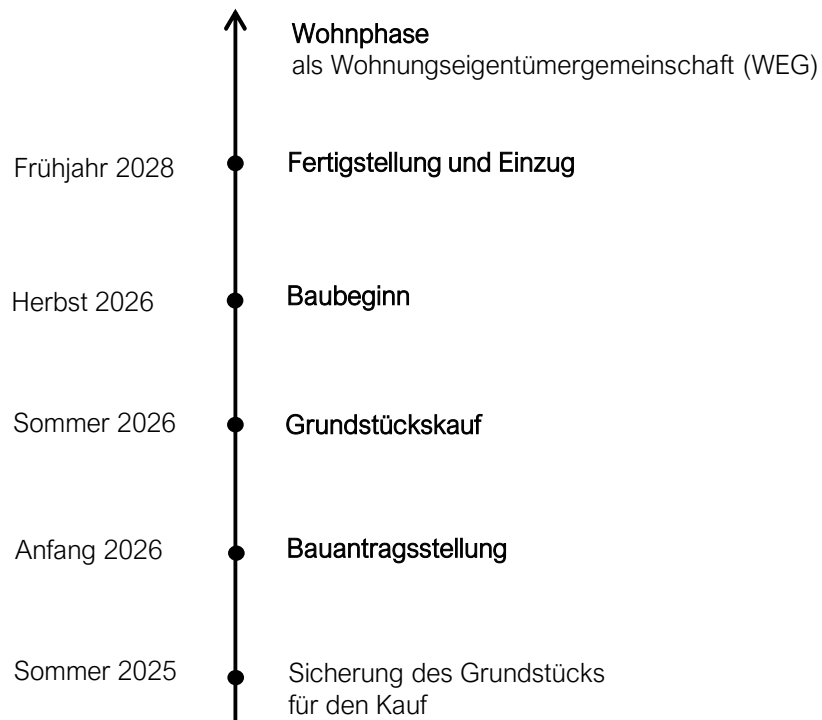 Wohnphase
als Wohnungseigentümergemeinschaft (WEG)
Frühjahr 2028
Fertigstellung und Einzug
Herbst 2026
Baubeginn
Sommer 2026
Grundstückskauf
Anfang 2026
Bauantragsstellung
Sommer 2025
Sicherung des Grundstücks
für den Kauf